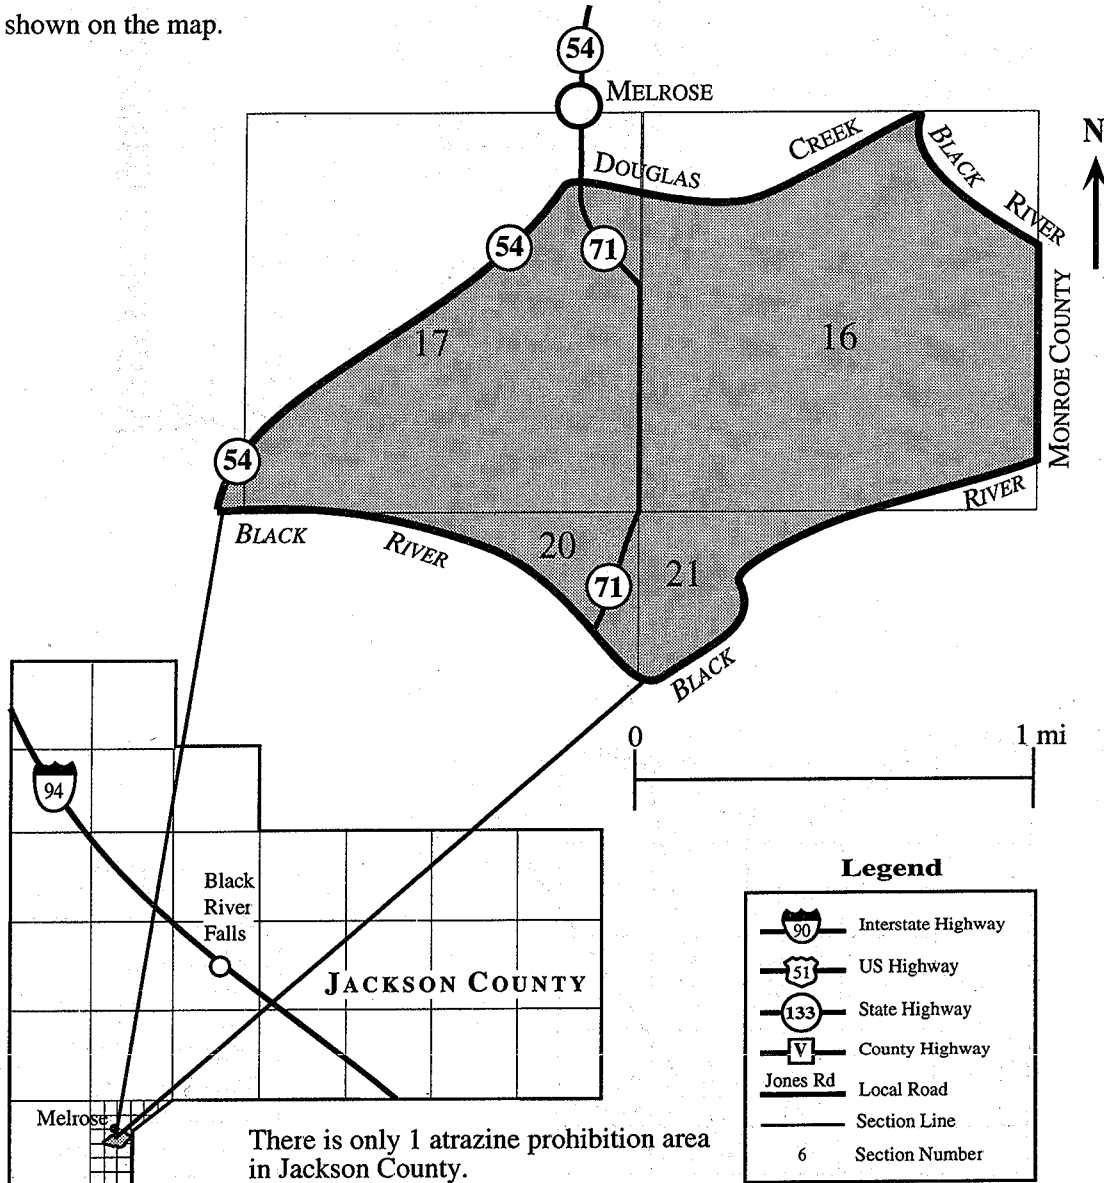 shown on the map.
54
MELROSE
N
CREEK
BLACK
RIVER
DOUGLAS
54
71
17
16
MONROE COUNTY
54
BLACK
RIVER
20
71
21
RIVER
BLACK
0
1 mi
94
Black
River
Falls
JACKSON COUNTY
Melrose
There is only 1 atrazine prohibition area
in Jackson County.
Legend
90
Interstate Highway
51
US Highway
133
State Highway
V
County Highway
Jones Rd
Local Road
Section Line
6
Section Number